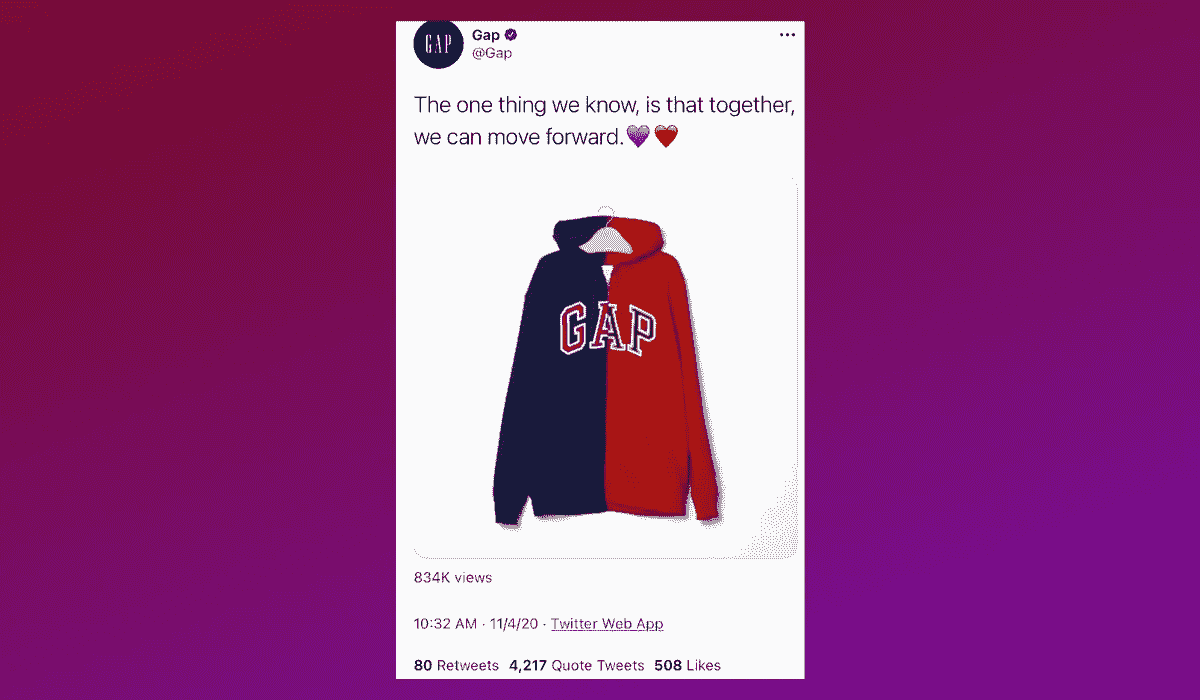 GAP
Gap
@Gap
The one thing we know, is that together,
we can move forward.💜❤️
GAP
834K views
10:32 AM · 11/4/20 · Twitter Web App
80 Retweets 4,217 Quote Tweets 508 Likes